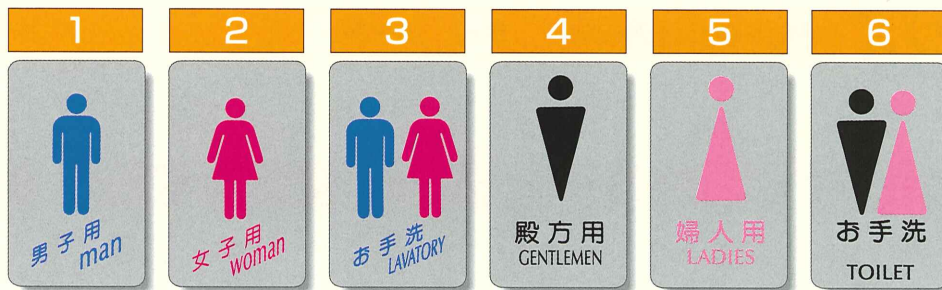 1
2
3
4
5
6
男子用
man
女子用
woman
お手洗
LAVATORY
殿方用
GENTLEMEN
婦人用
LADIES
お手洗
TOILET